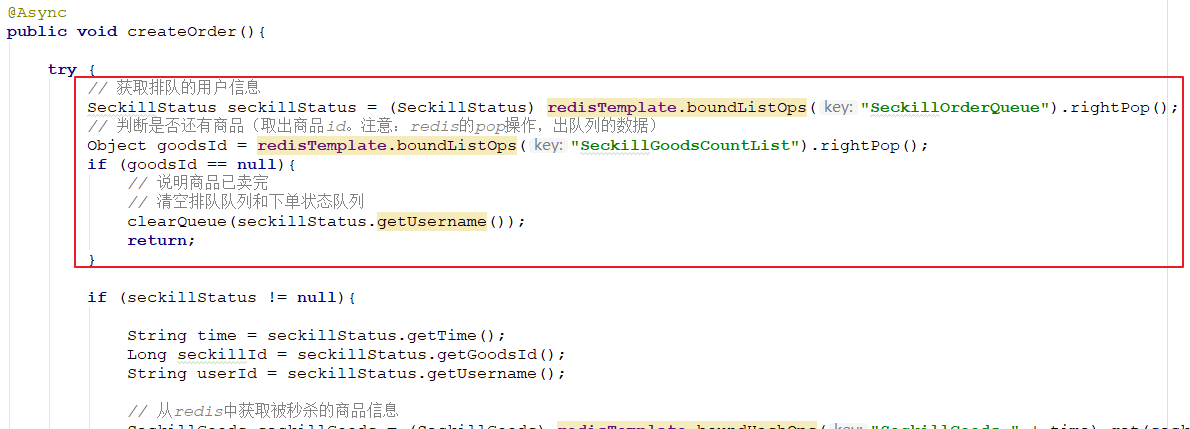 @Async
public void createOrder(){
try {
// 获取排队的用户信息
SeckillStatus seckillStatus = (SeckillStatus) redisTemplate.boundListOps( key: "SeckillOrderQueue").rightPop();
// 判断是否还有商品（取出商品id。注意：redis的pop操作，出队列的数据）
Object goodsId = redisTemplate.boundListOps( key: "SeckillGoodsCountList").rightPop();
if (goodsId == null){
// 说明商品已卖完
// 清空排队队列和下单状态队列
clearQueue(seckillStatus.getUsername());
return;
}
if (seckillStatus != null){
String time = seckillStatus.getTime();
Long seckillId = seckillStatus.getGoodsId();
String userId = seckillStatus.getUsername();
// 从redis中获取被秒杀的商品信息